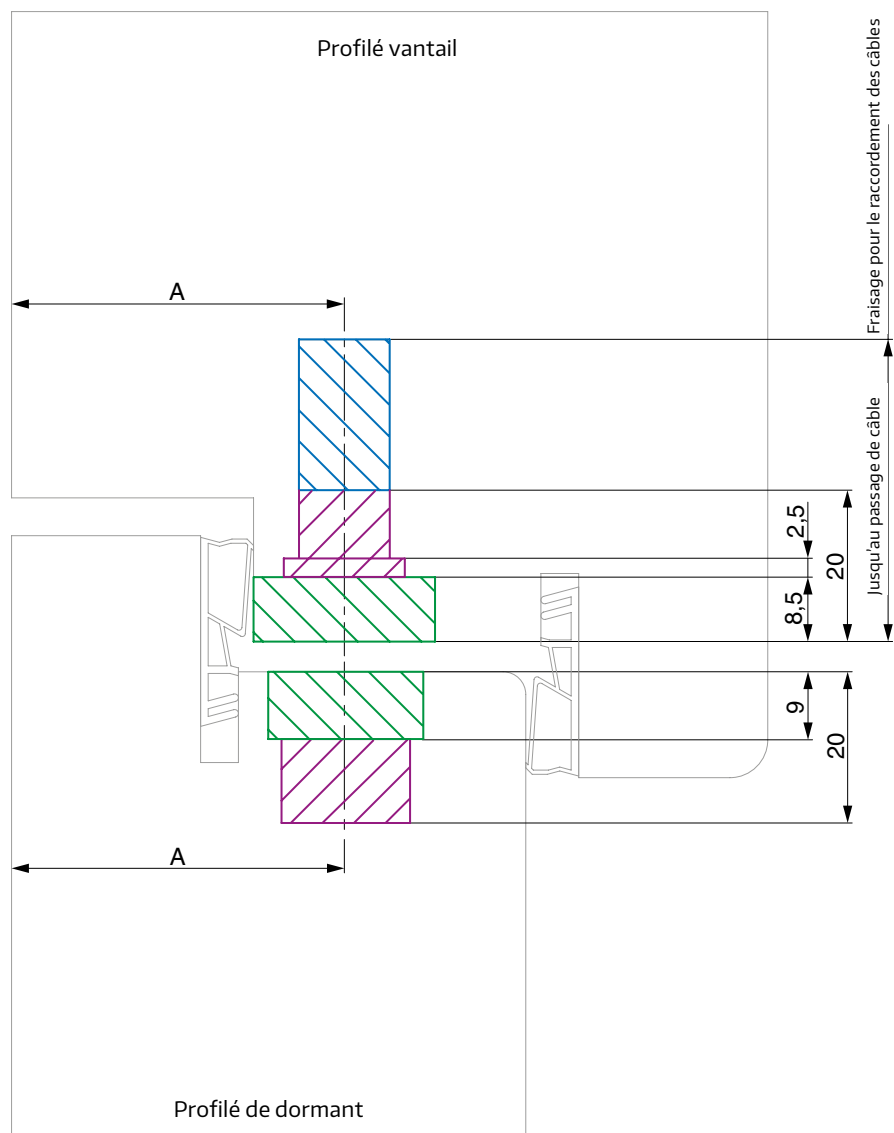 Profilé vantail
Fraisage pour le raccordement des câbles
Jusqu'au passage de câble
A
2,5
20
8,5
9
20
A
Profilé de dormant